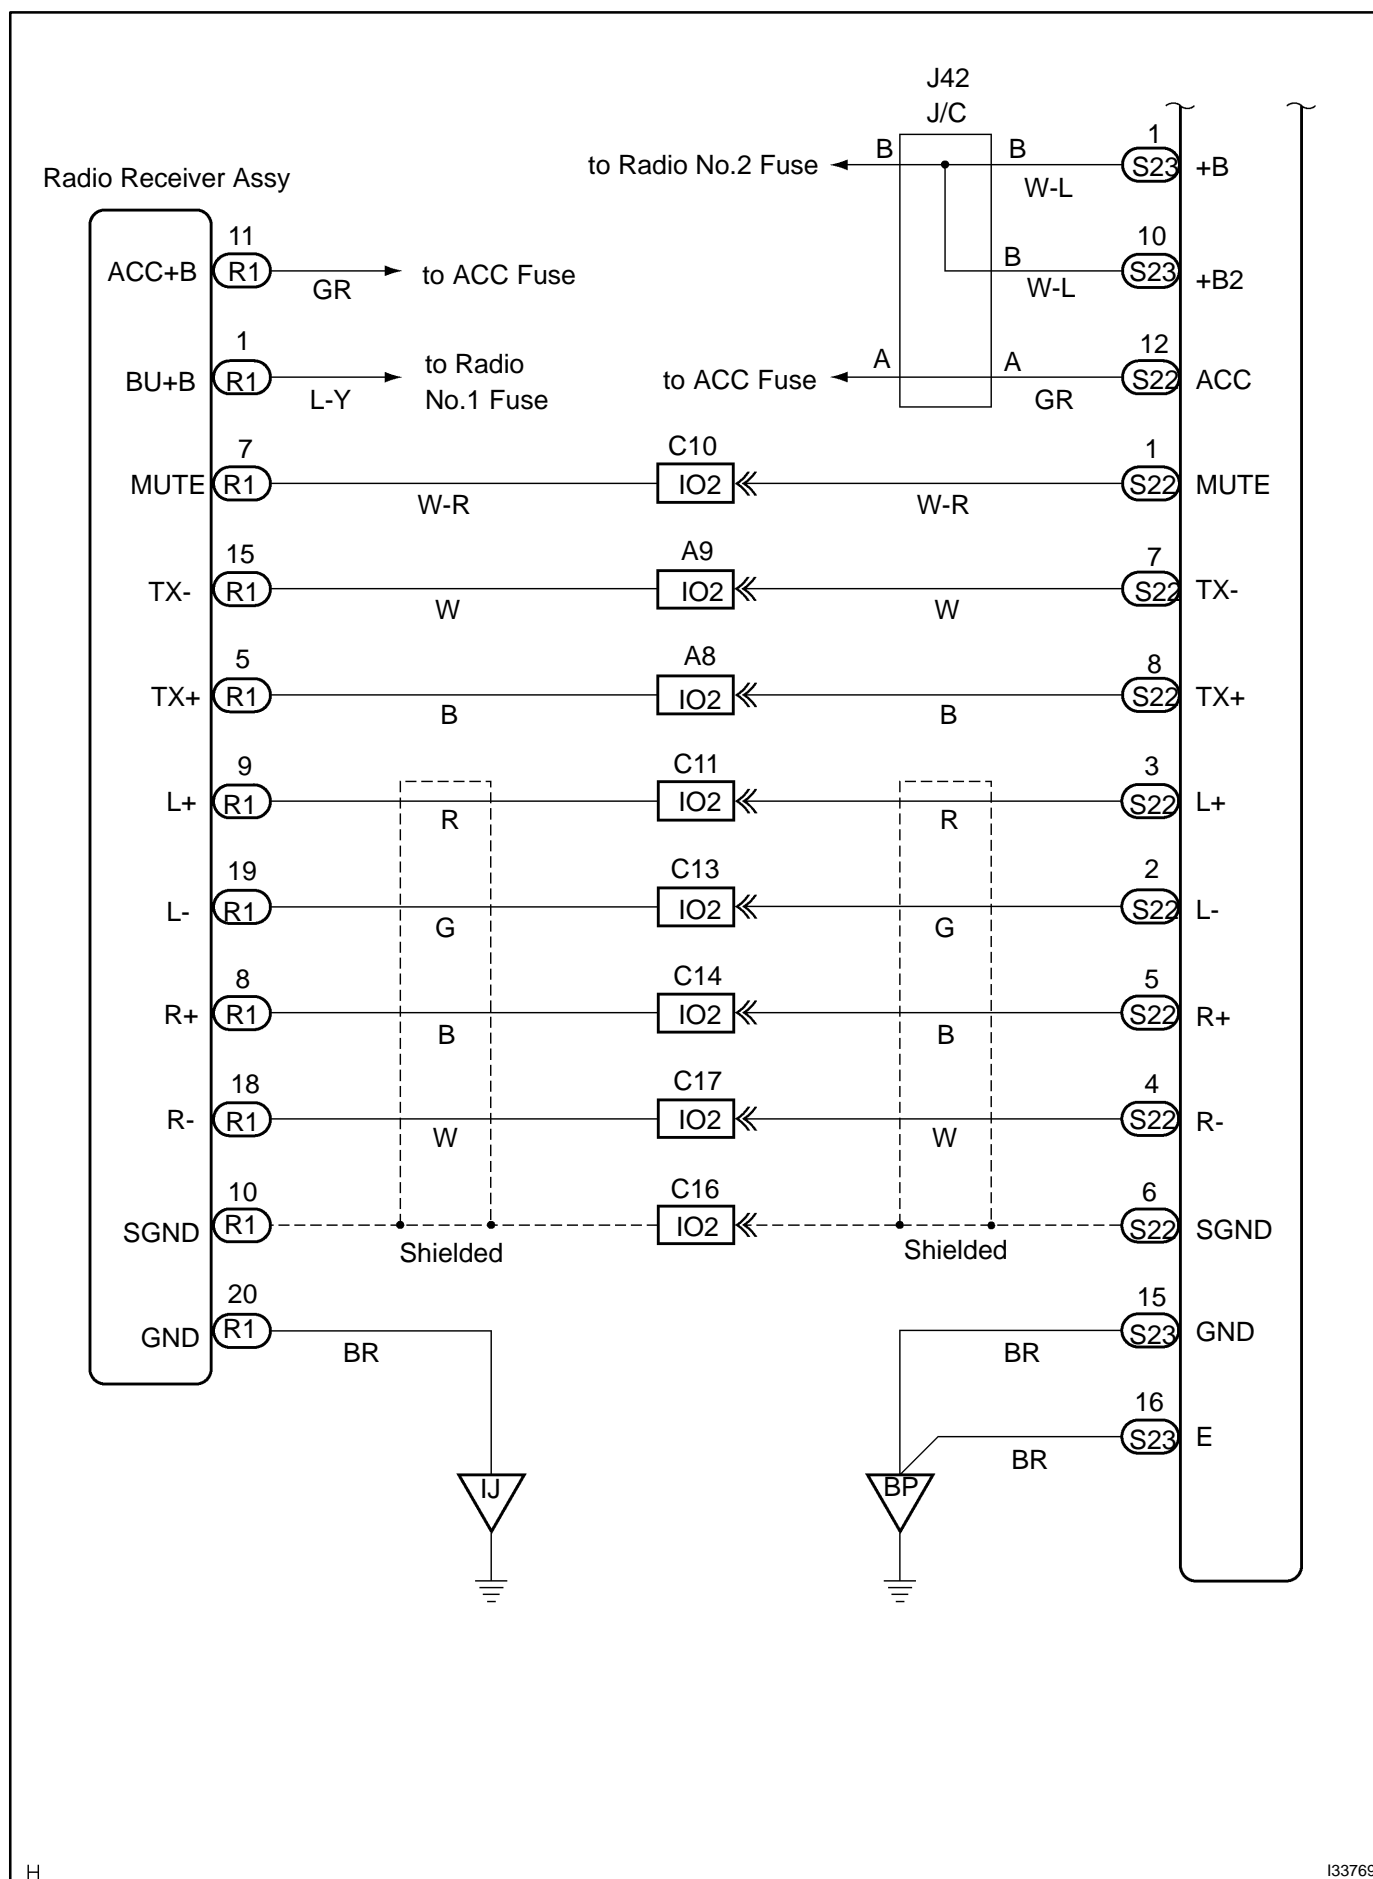 J42
J/C
Radio Receiver Assy
to Radio No.2 Fuse B B 1 S23 +B
W-L
11
ACC+B R1 to ACC Fuse B 10 S23 +B2
GR W-L
1
BU+B R1 to Radio
L-Y No.1 Fuse
to ACC Fuse A A 12 S22 ACC
GR
7 C10 1
MUTE R1 IO2 S22 MUTE
W-R W-R
15 A9 7
TX- R1 IO2 S22 TX-
W W
5 A8 8
TX+ R1 IO2 S22 TX+
B B
9 C11 3
L+ R1 IO2 S22 L+
R R
19 C13 2
L- R1 IO2 S22 L-
G G
8 C14 5
R+ R1 IO2 S22 R+
B B
18 C17 4
R- R1 IO2 S22 R-
W W
10 C16 6
SGND R1 IO2 S22 SGND
Shielded Shielded
20 15
GND R1 S23 GND
BR BR
16
S23 E
BR
IJ BP
H I33769